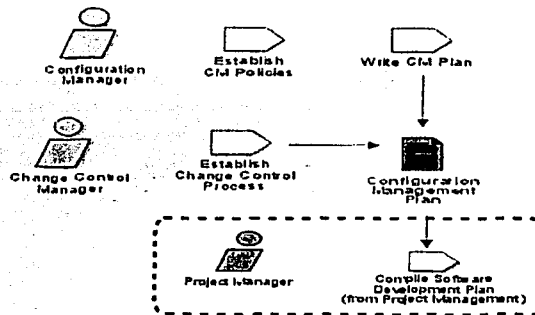 Configuration
Manager
Establish
CM Policies
Write CM Plan
Change Control
Manager
Establish
Change Control
Process
Configuration
Management
Plan
Project Manager
Compile Software
Development Plan
(from Project Management)